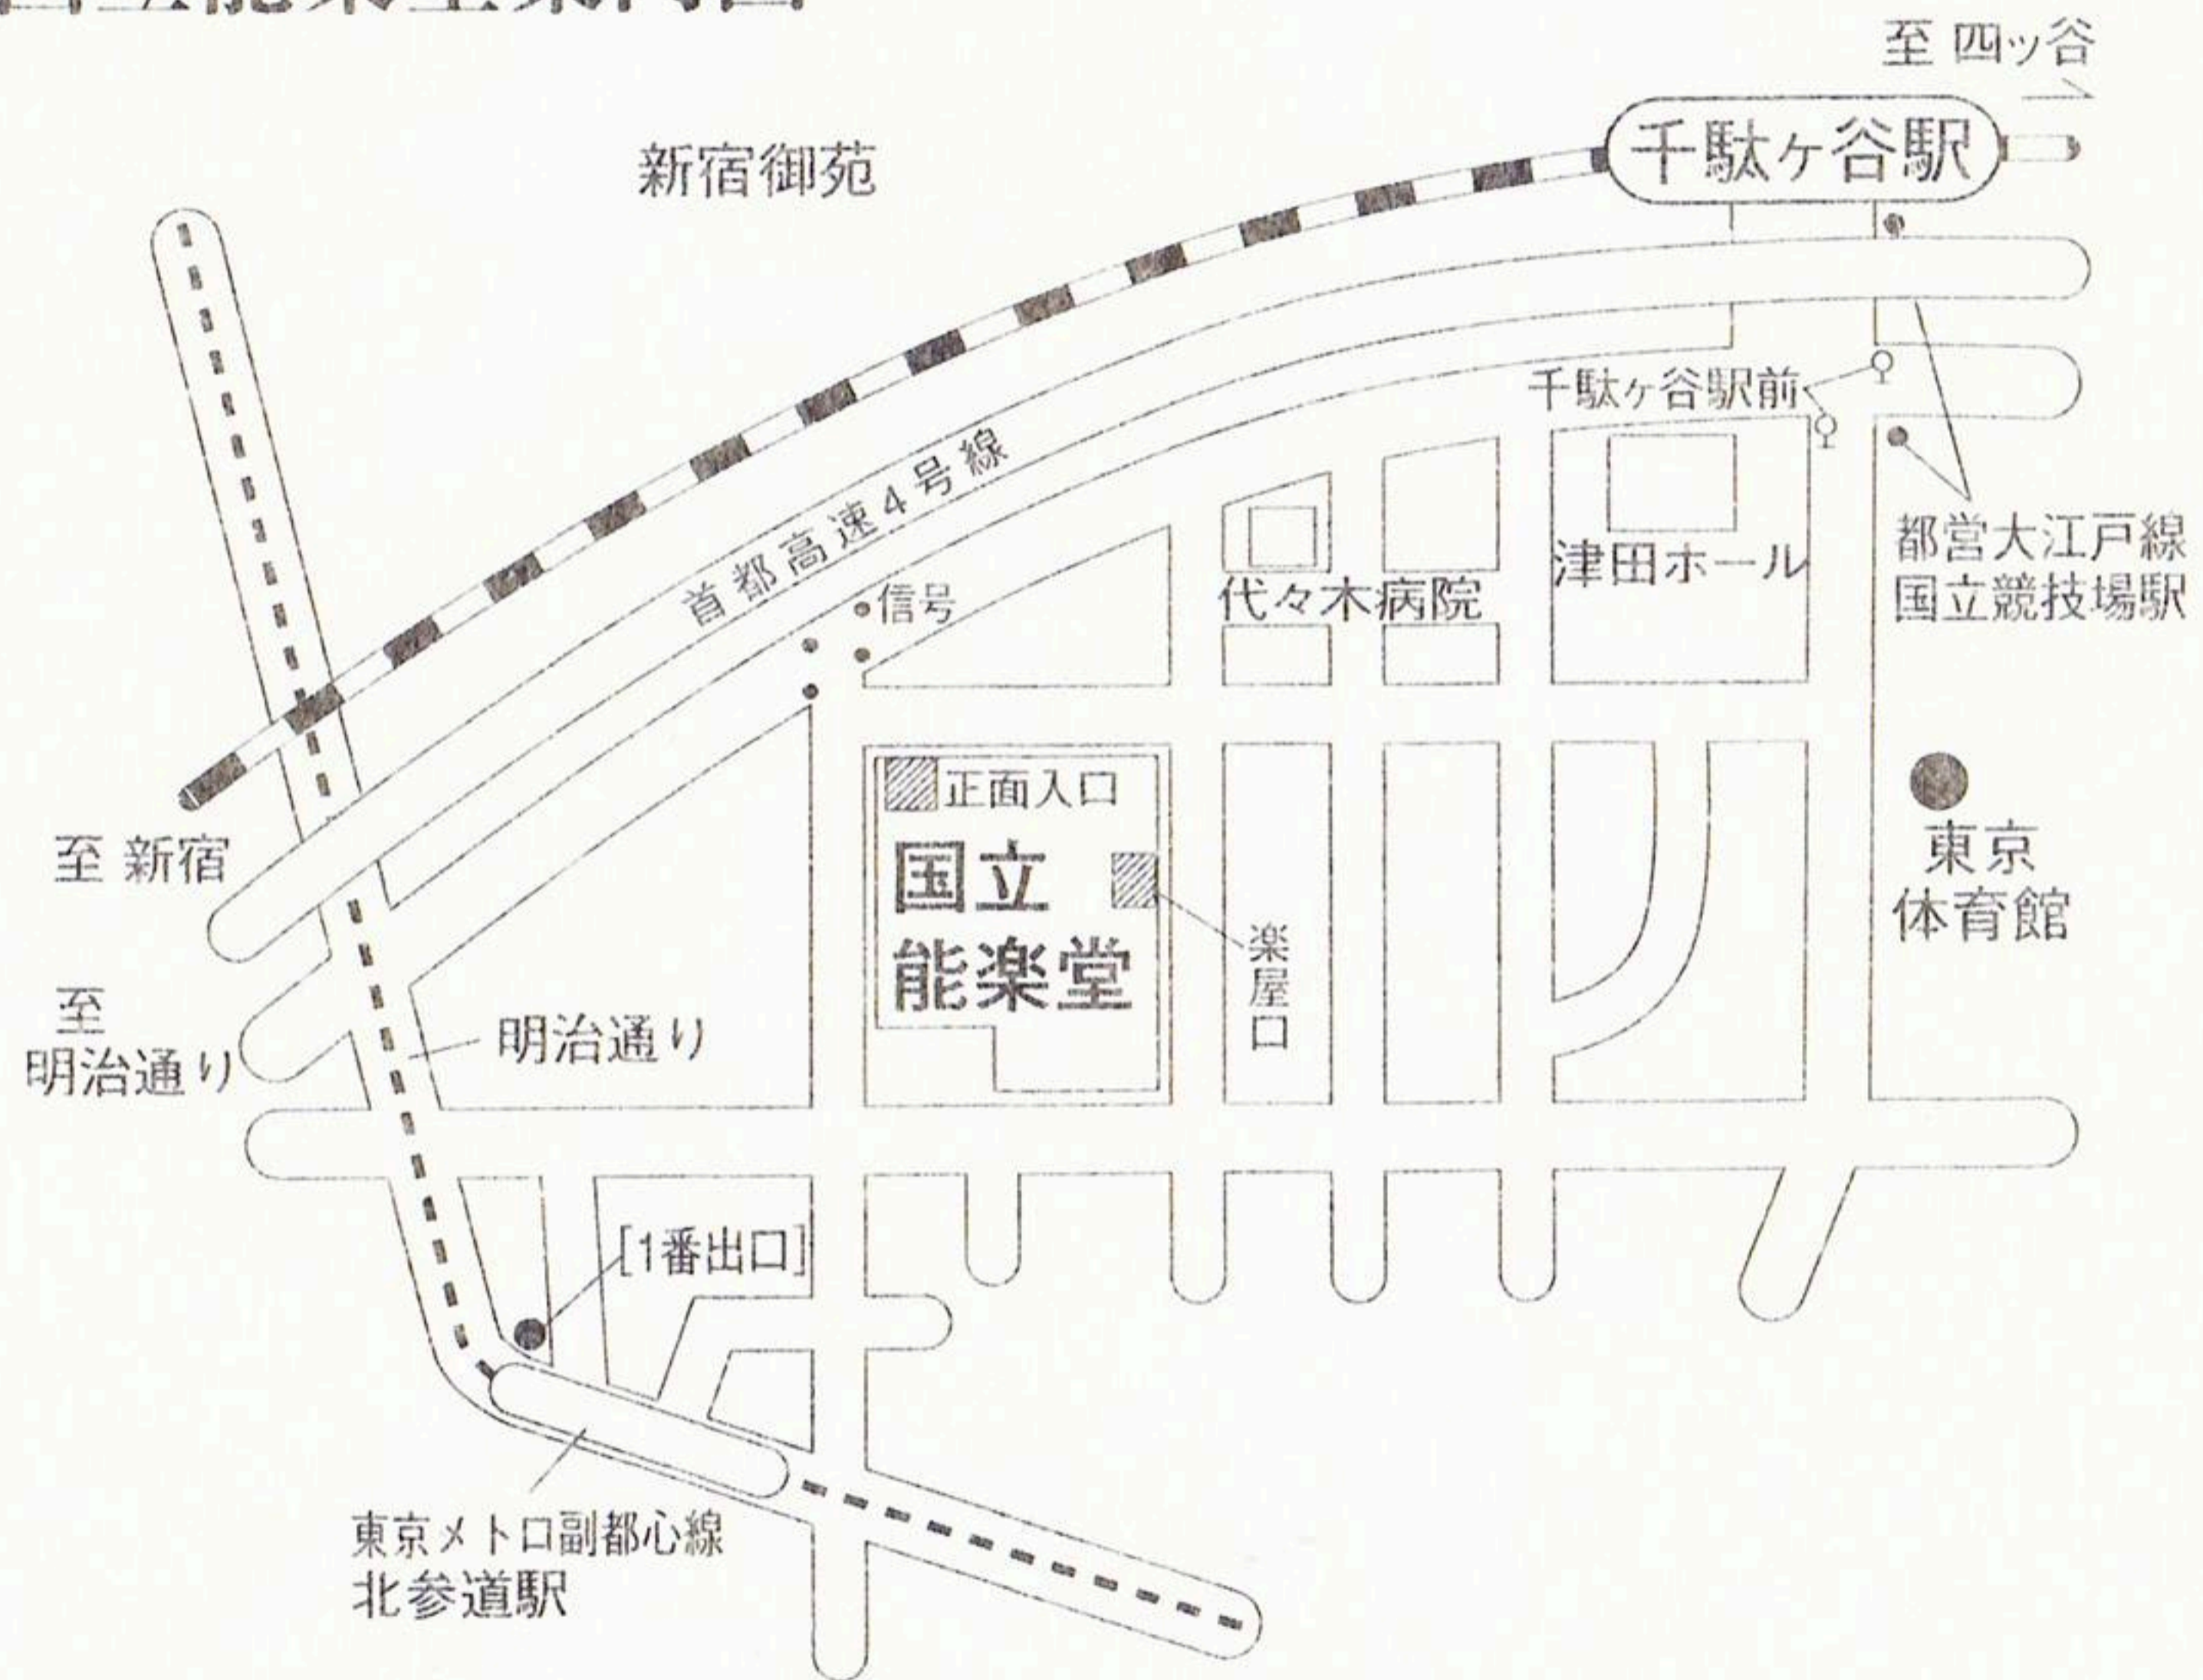 至 四ッ谷
千駄ヶ谷駅
新宿御苑
千駄ヶ谷駅前
首都高速4号線
信号
代々木病院
津田ホール
都営大江戸線
国立競技場駅
正面入口
国立
能楽堂
楽屋口
東京
体育館
至 新宿
至
明治通り
明治通り
[1番出口]
東京メトロ副都心線
北参道駅